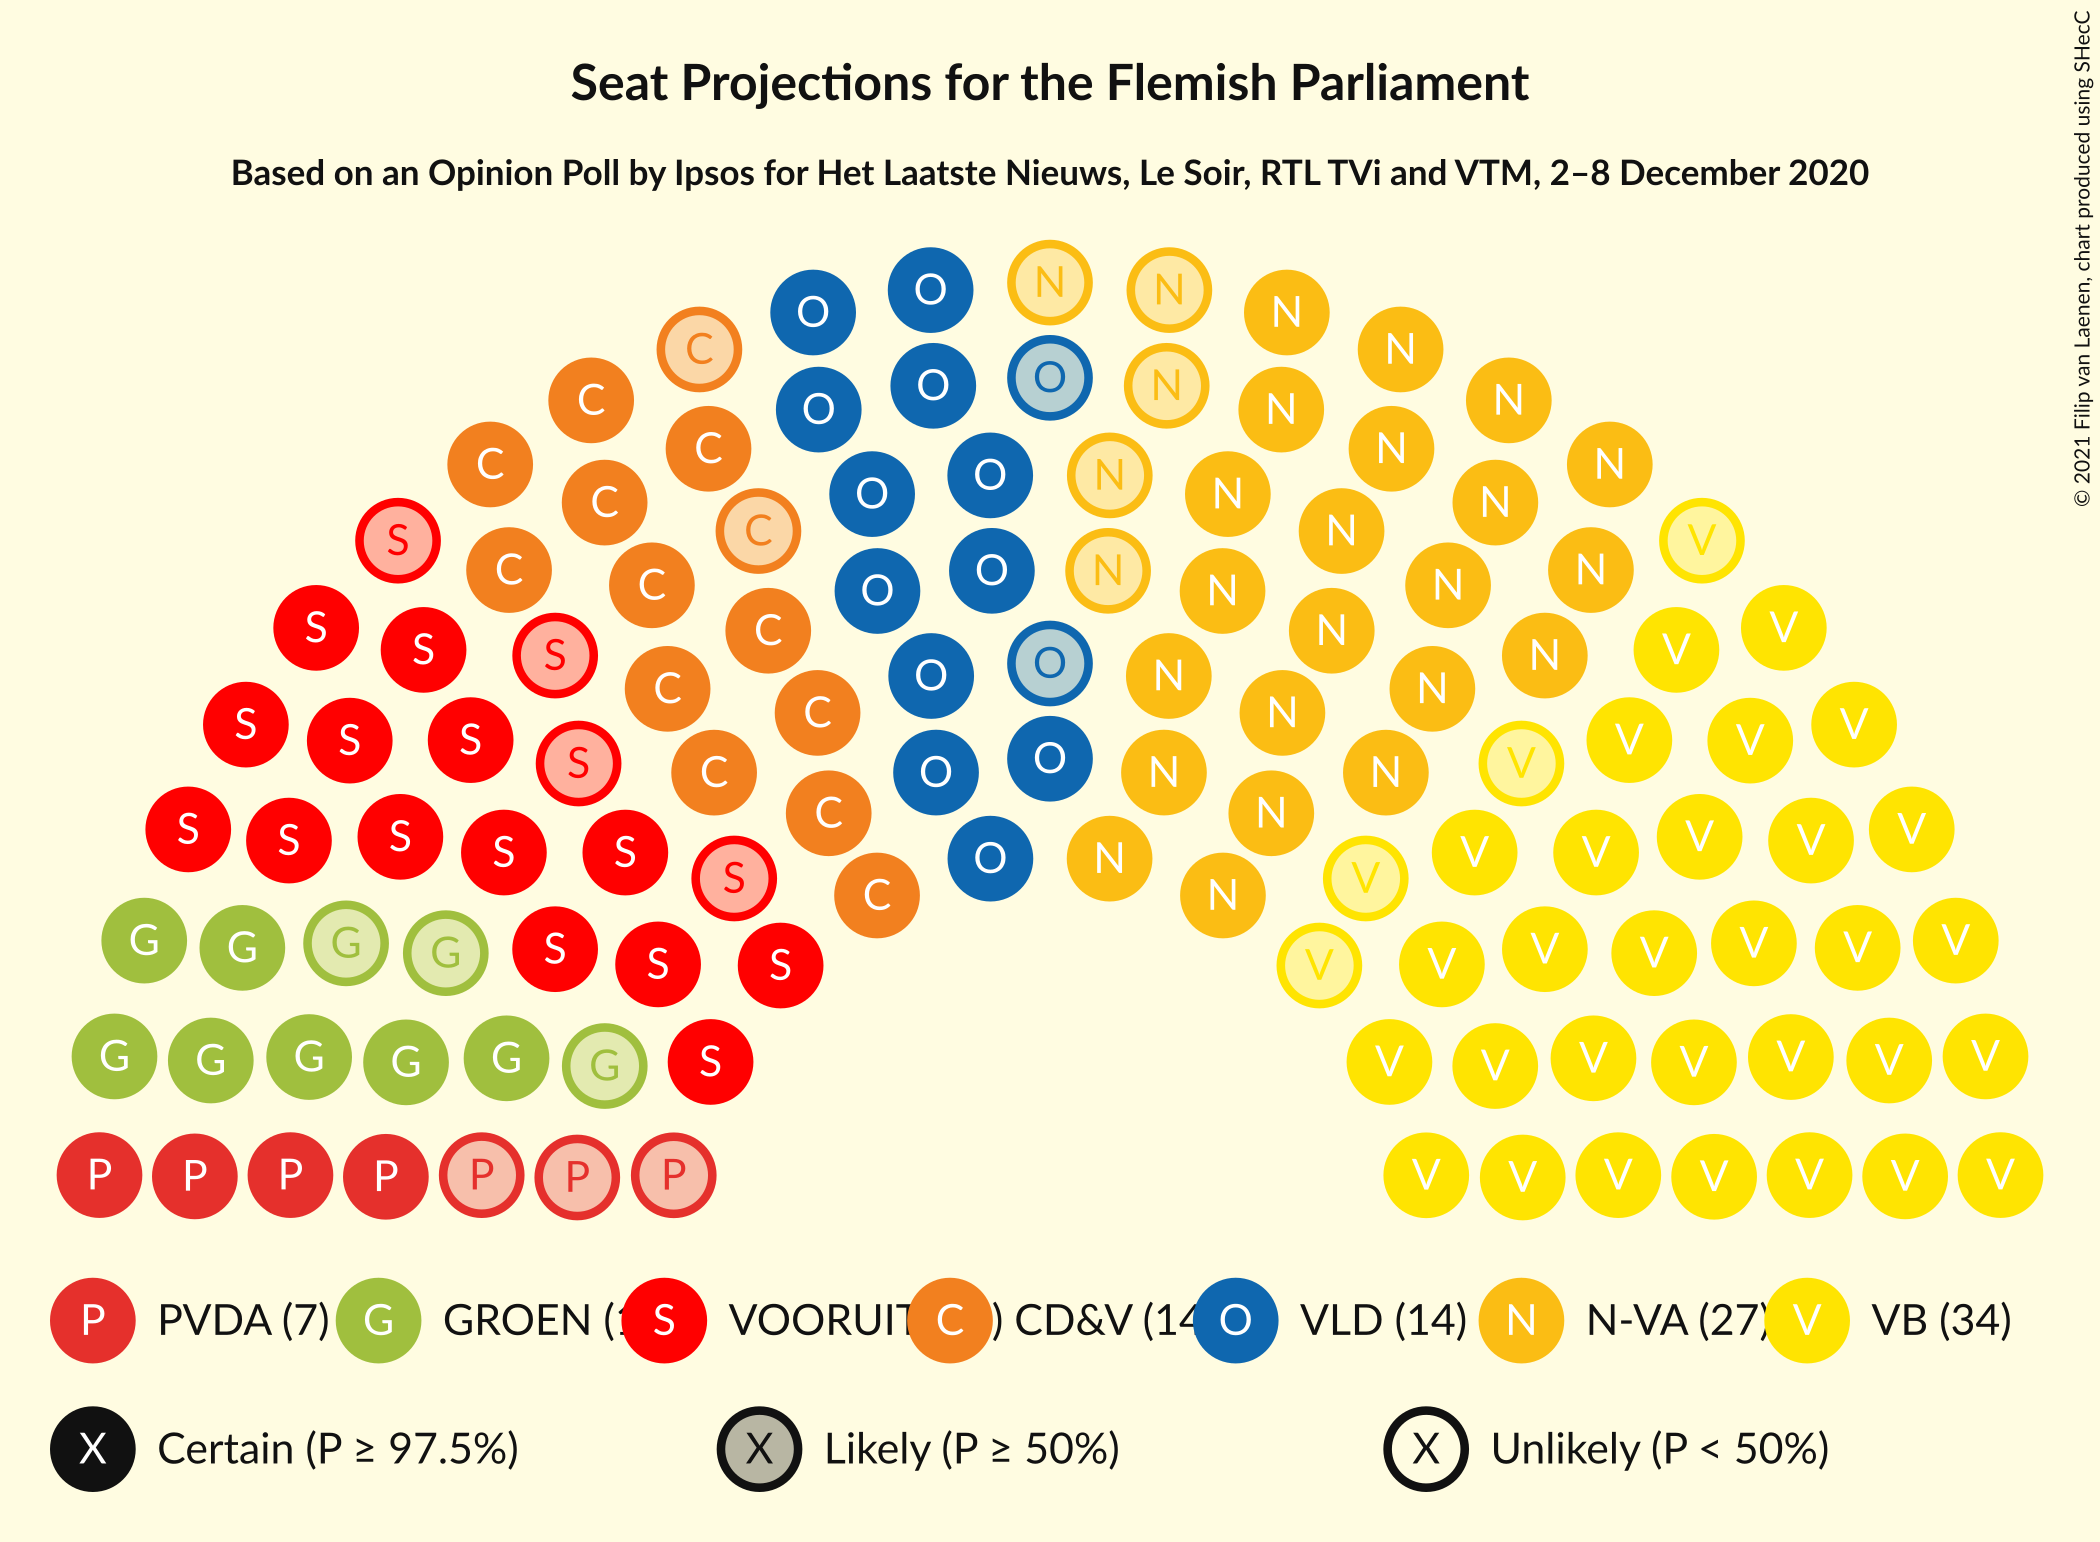 Seat Projections for the Flemish Parliament
Based on an Opinion Poll by Ipsos for Het Laatste Nieuws, Le Soir, RTL TVi and VTM, 2–8 December 2020
© 2021 Filip van Laenen, chart produced using SHecC
O O N N N
C O N
C O O N N N
C C O N N
C O O N N N
S C C O N N V
S C C O O N N N
S S C C N N V V
S S S C C O O N N V V V
S S S C C O O N N N V V V
S S S S S C O N N V V V V V
G G G G S S S S C N V V V V V V V
G G G G G G S V V V V V V V
P P P P P P P V V V V V V V
P PVDA (7) G GROEN ( S VOORUIT C ) CD&V (14 O VLD (14) N N-VA (27) V VB (34)
X Certain (P ≥ 97.5%) X Likely (P ≥ 50%) X Unlikely (P < 50%)